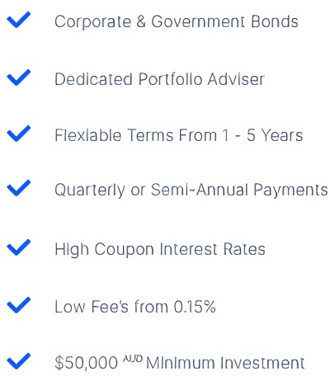 Corporate & Government Bonds
Dedicated Portfolio Adviser
Flexiable Terms From 1 - 5 Years
Quarterly or Semi-Annual Payments
High Coupon Interest Rates
Low Fee's from 0.15%
$50,000 AUD Minimum Investment